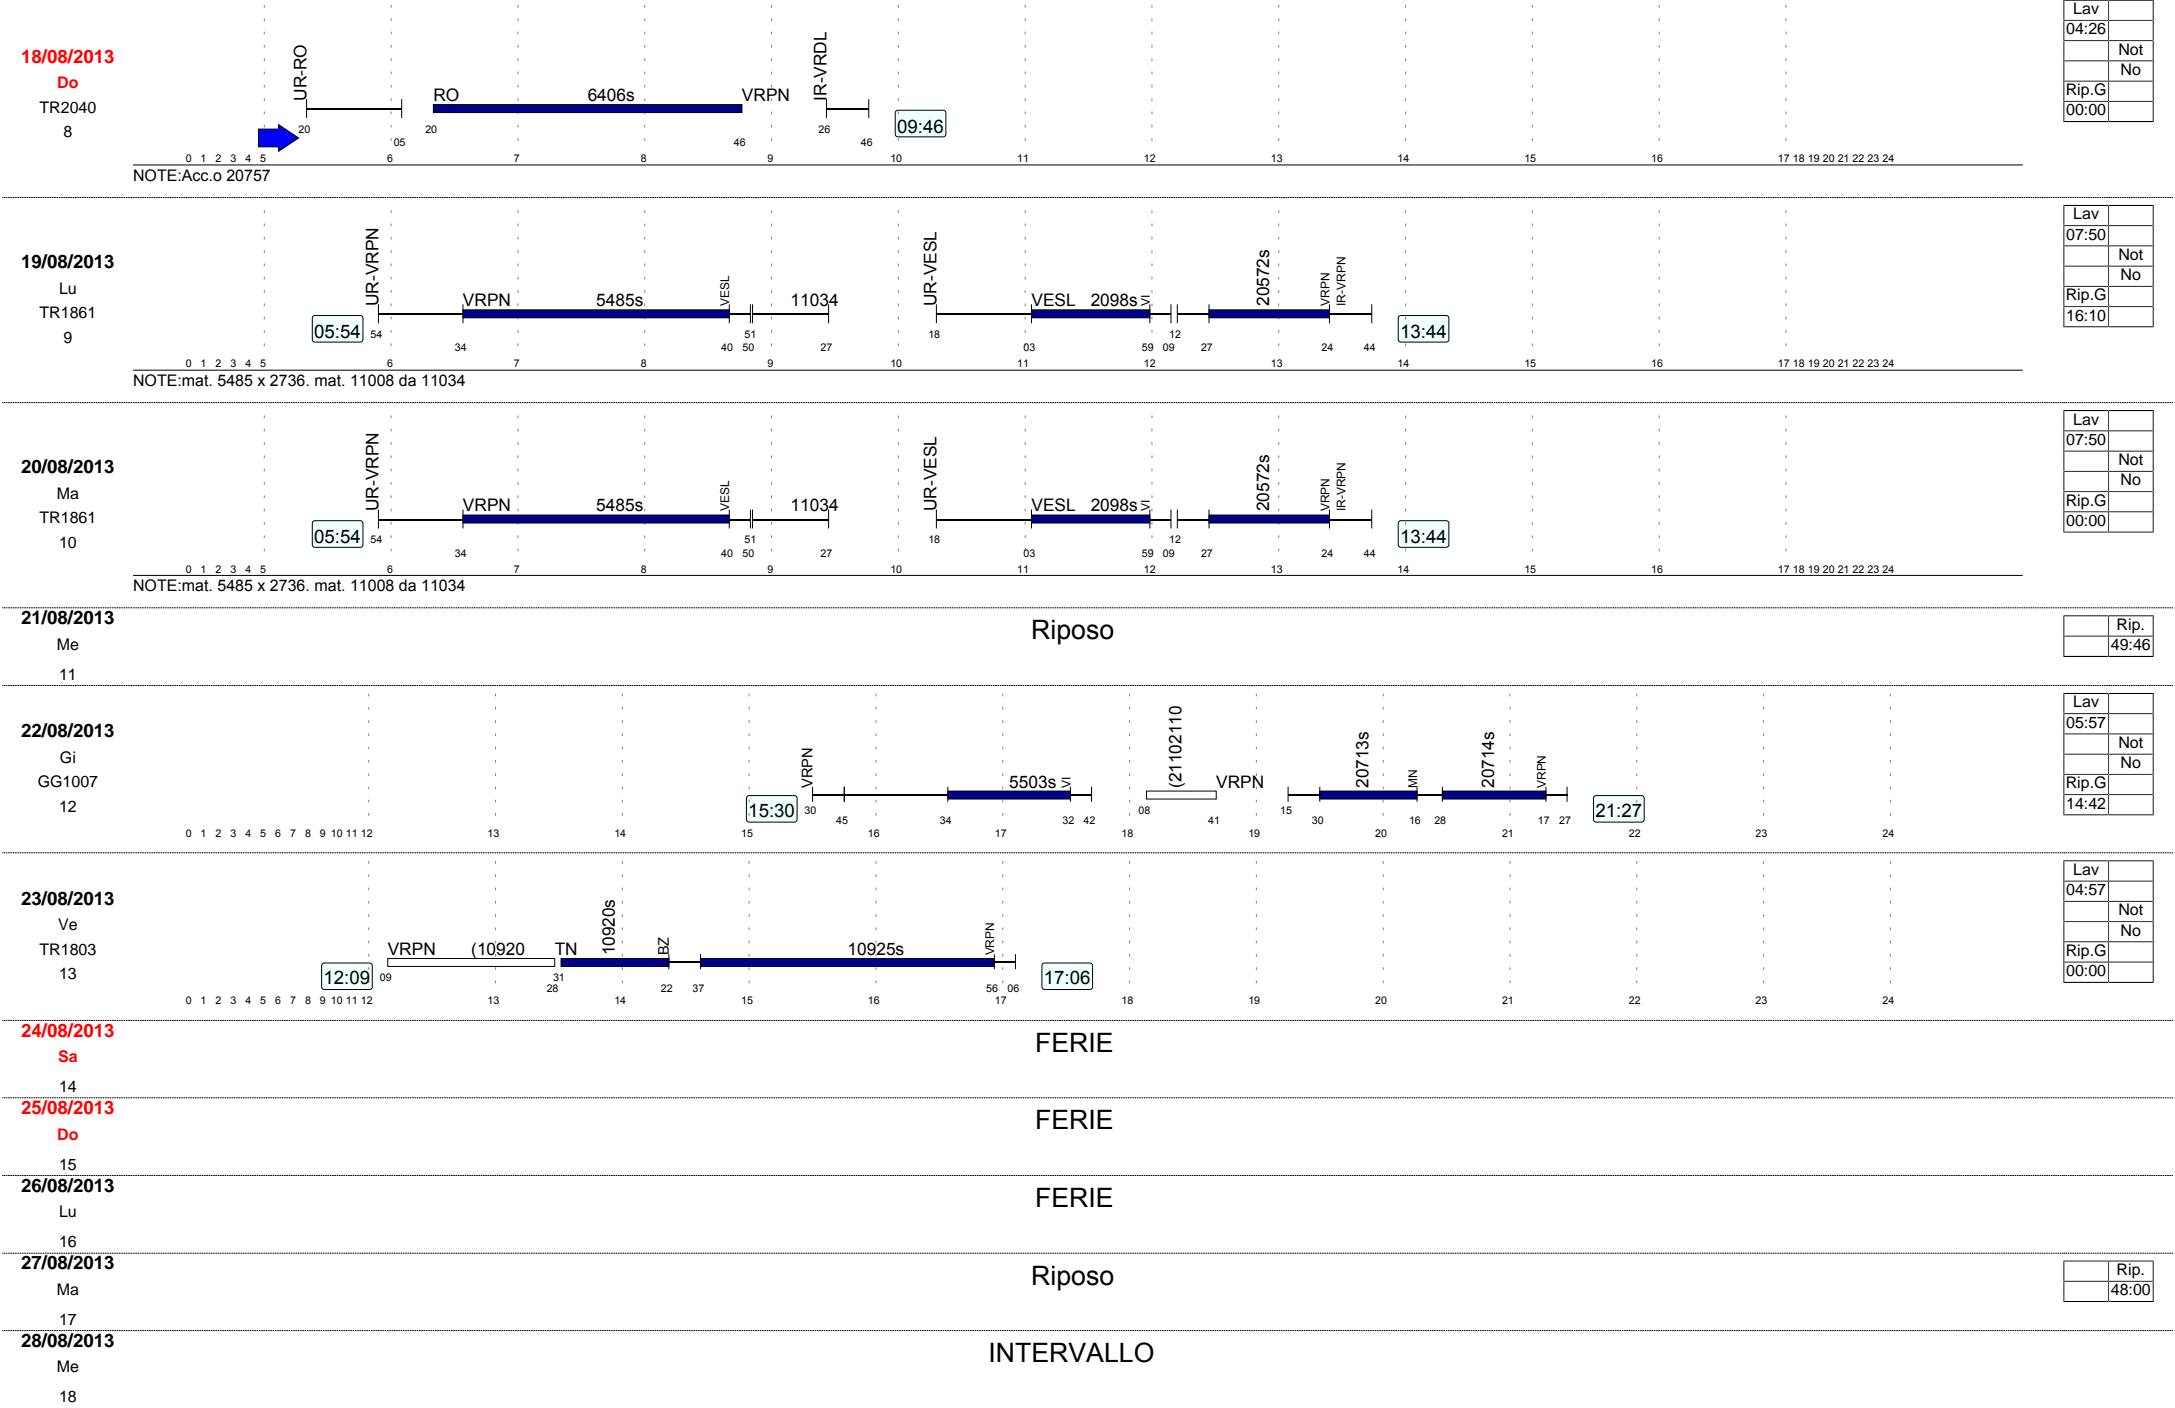 18/08/2013
Do
TR2040
8
UR-RO
RO 6406s VRPN
IR-VRDL
20 05 20 46 26 46
09:46
0 1 2 3 4 5 6 7 8 9 10 11 12 13 14 15 16 17 18 19 20 21 22 23 24
NOTE:Acc.o 20757
Lav
04:26
Not
No
Rip.G
00:00
19/08/2013
Lu
TR1861
9
05:54
UR-VRPN
VRPN 5485s VESL 11034
UR-VESL
VESL 2098s VI
20572s
VRPN
IR-VRPN
54 51 18 12
34 40 50 27 03 59 09 27 24 44
13:44
0 1 2 3 4 5 6 7 8 9 10 11 12 13 14 15 16 17 18 19 20 21 22 23 24
NOTE:mat. 5485 x 2736. mat. 11008 da 11034
Lav
07:50
Not
No
Rip.G
16:10
20/08/2013
Ma
TR1861
10
05:54
UR-VRPN
VRPN 5485s VESL 11034
UR-VESL
VESL 2098s VI
20572s
VRPN
IR-VRPN
54 51 18 12
34 40 50 27 03 59 09 27 24 44
13:44
0 1 2 3 4 5 6 7 8 9 10 11 12 13 14 15 16 17 18 19 20 21 22 23 24
NOTE:mat. 5485 x 2736. mat. 11008 da 11034
Lav
07:50
Not
No
Rip.G
00:00
21/08/2013
Me
11
Riposo
Rip.
49:46
22/08/2013
Gi
GG1007
12
15:30
VRPN
5503s VI
(21102110
VRPN
20713s
MN
20714s
VRPN
30 08 15
45 34 32 42 41 30 16 28 17 27
21:27
0 1 2 3 4 5 6 7 8 9 10 11 12 13 14 15 16 17 18 19 20 21 22 23 24
Lav
05:57
Not
No
Rip.G
14:42
23/08/2013
Ve
TR1803
13
12:09
VRPN (10920 TN
10920s
BZ
10925s
VRPN
09 31
28 22 37 56 06
17:06
0 1 2 3 4 5 6 7 8 9 10 11 12 13 14 15 16 17 18 19 20 21 22 23 24
Lav
04:57
Not
No
Rip.G
00:00
24/08/2013
Sa
14
FERIE
25/08/2013
Do
15
FERIE
26/08/2013
Lu
16
FERIE
27/08/2013
Ma
17
Riposo
Rip.
48:00
28/08/2013
Me
18
INTERVALLO